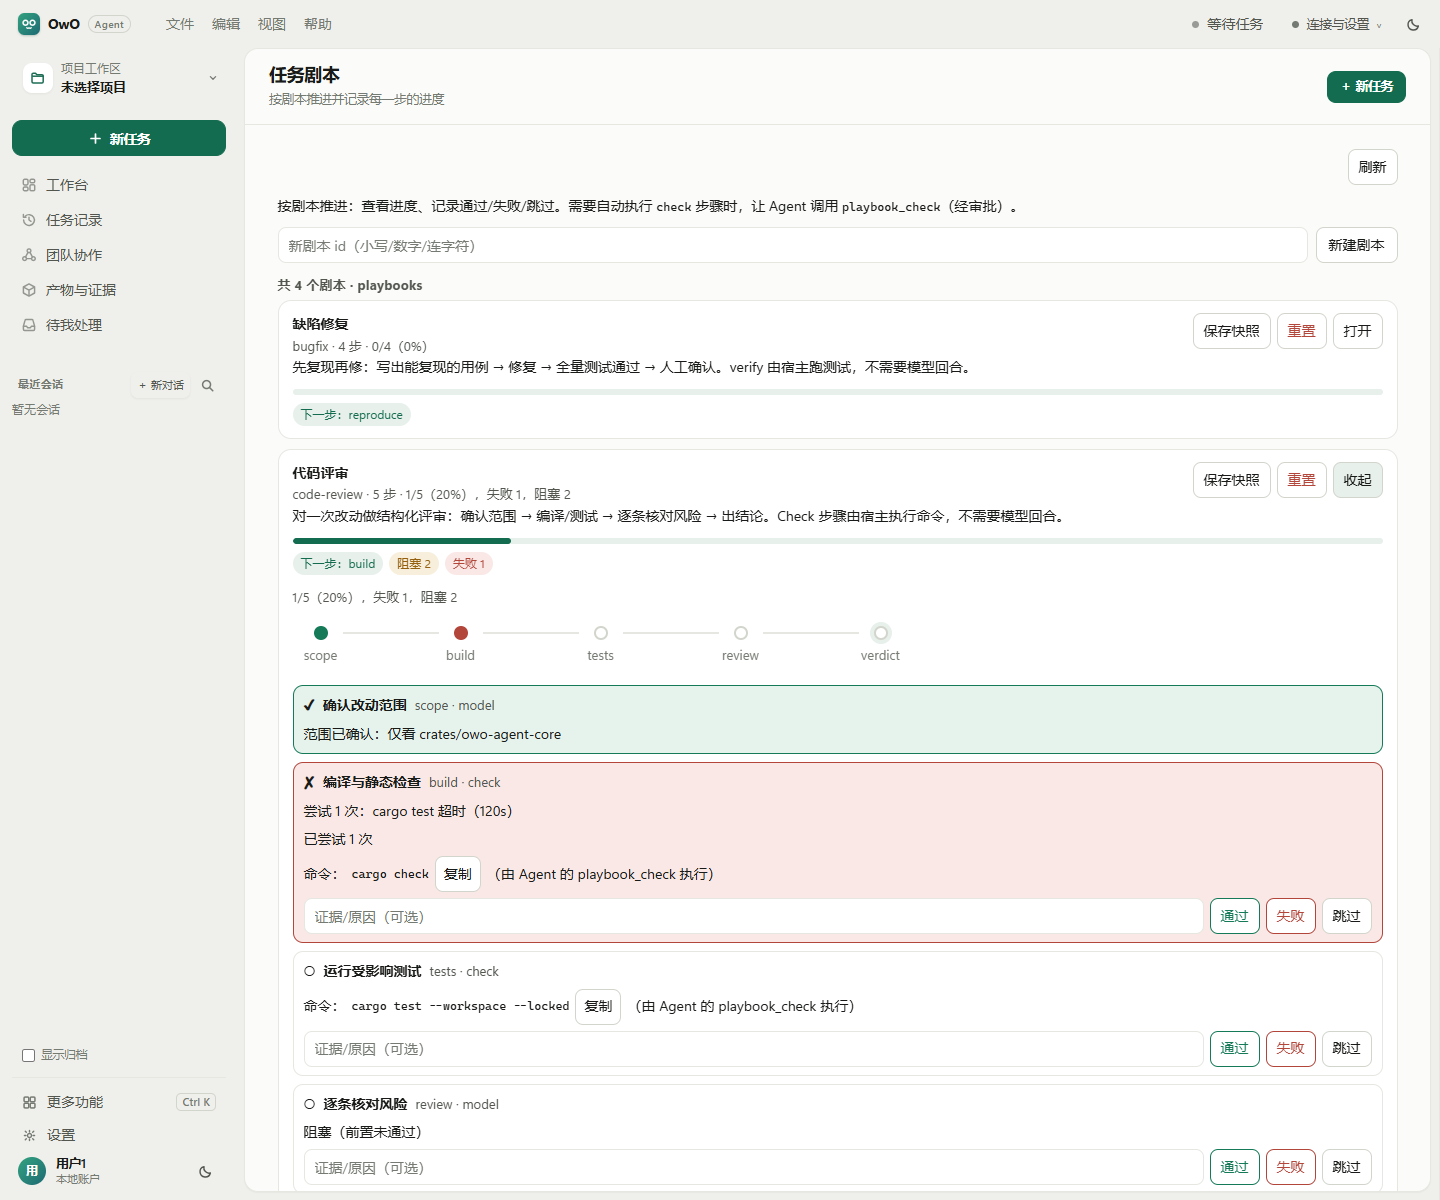 OwO Agent 文件 编辑 视图 帮助 等待任务 连接与设置
项目工作区
未选择项目
+ 新任务
工作台
任务记录
团队协作
产物与证据
待我处理
最近会话 + 新对话
暂无会话
显示归档
更多功能 Ctrl K
设置
用 用户1
本地账户
任务剧本
按剧本推进并记录每一步的进度
+ 新任务
刷新
按剧本推进：查看进度、记录通过/失败/跳过。需要自动执行 check 步骤时，让 Agent 调用 playbook_check（经审批）。
新剧本 id（小写/数字/连字符） 新建剧本
共 4 个剧本 · playbooks
缺陷修复 保存快照 重置 打开
bugfix · 4 步 · 0/4（0%）
先复现再修：写出能复现的用例 → 修复 → 全量测试通过 → 人工确认。verify 由宿主跑测试，不需要模型回合。
下一步：reproduce
代码评审 保存快照 重置 收起
code-review · 5 步 · 1/5（20%），失败 1，阻塞 2
对一次改动做结构化评审：确认范围 → 编译/测试 → 逐条核对风险 → 出结论。Check 步骤由宿主执行命令，不需要模型回合。
下一步：build 阻塞 2 失败 1
1/5（20%），失败 1，阻塞 2
scope build tests review verdict
✓ 确认改动范围 scope · model
范围已确认：仅看 crates/owo-agent-core
✗ 编译与静态检查 build · check
尝试 1 次：cargo test 超时（120s）
已尝试 1 次
命令： cargo check 复制 （由 Agent 的 playbook_check 执行）
证据/原因（可选） 通过 失败 跳过
○ 运行受影响测试 tests · check
命令： cargo test --workspace --locked 复制 （由 Agent 的 playbook_check 执行）
证据/原因（可选） 通过 失败 跳过
○ 逐条核对风险 review · model
阻塞（前置未通过）
证据/原因（可选） 通过 失败 跳过